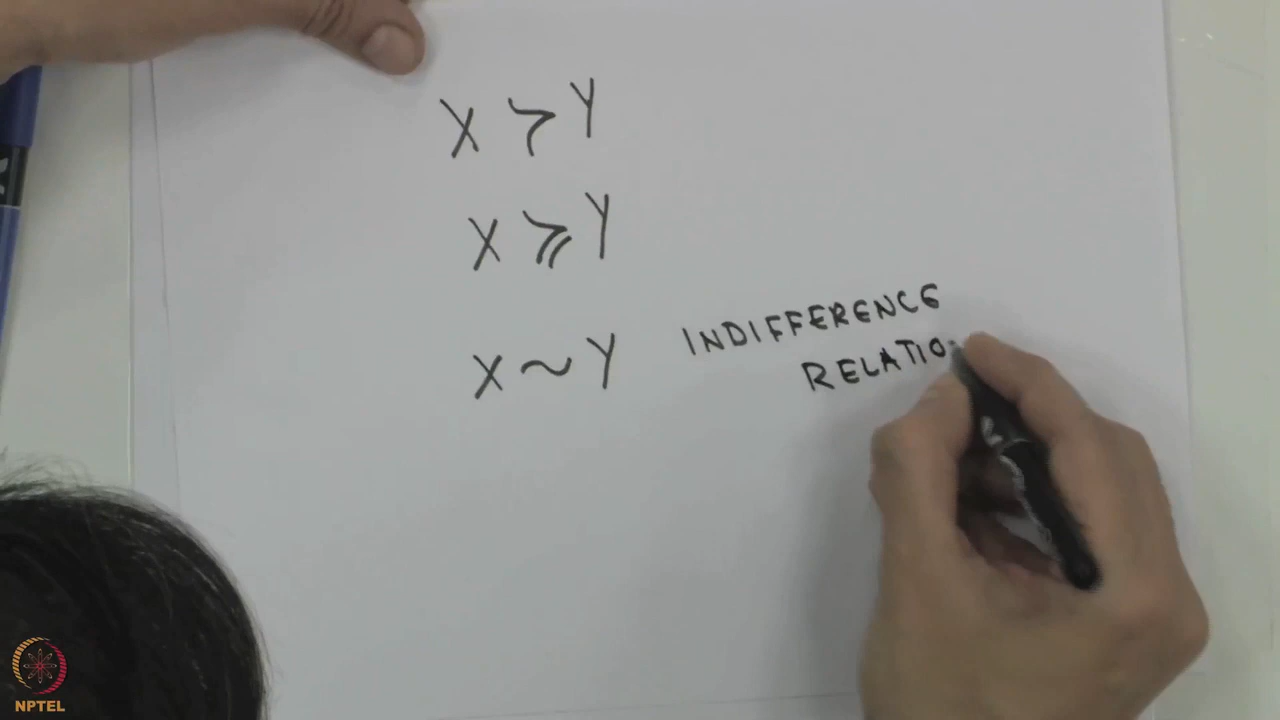 X ≻ Y
X ≽ Y
X ~ Y INDIFFERENCE
RELATIO
NPTEL